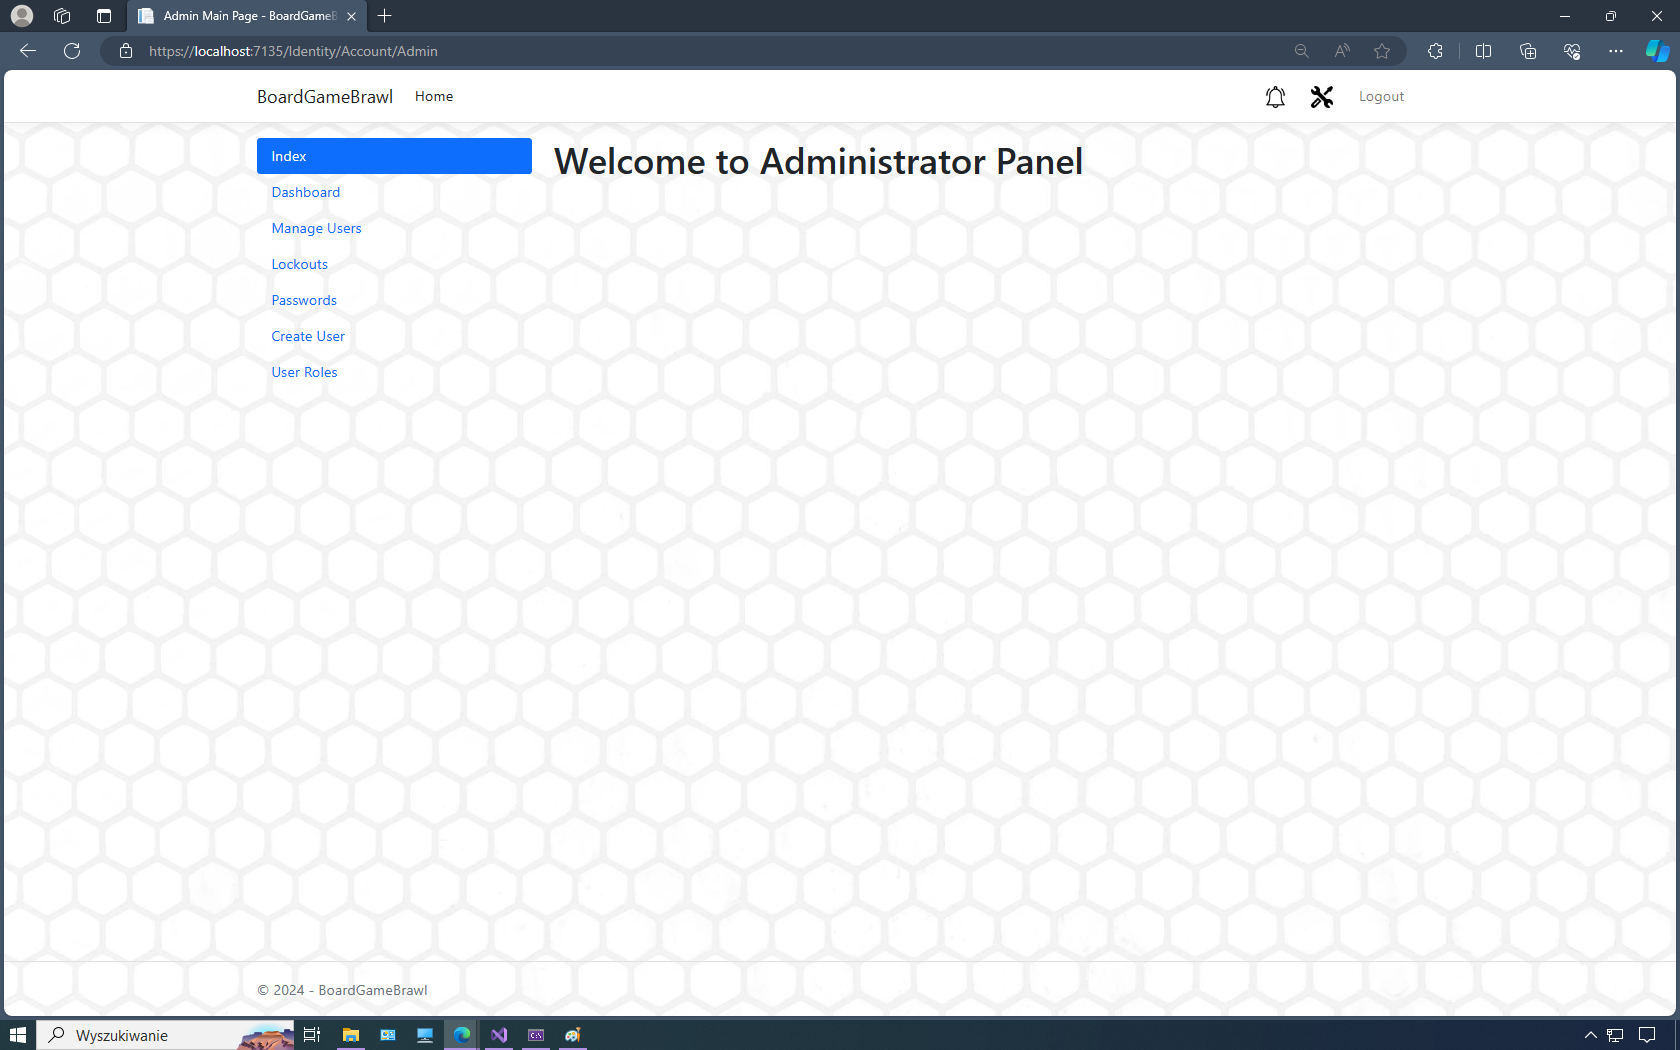 Admin Main Page - BoardGameB
https://localhost:7135/Identity/Account/Admin
BoardGameBrawl Home Logout
Index
Welcome to Administrator Panel
Dashboard
Manage Users
Lockouts
Passwords
Create User
User Roles
© 2024 - BoardGameBrawl
Wyszukiwanie